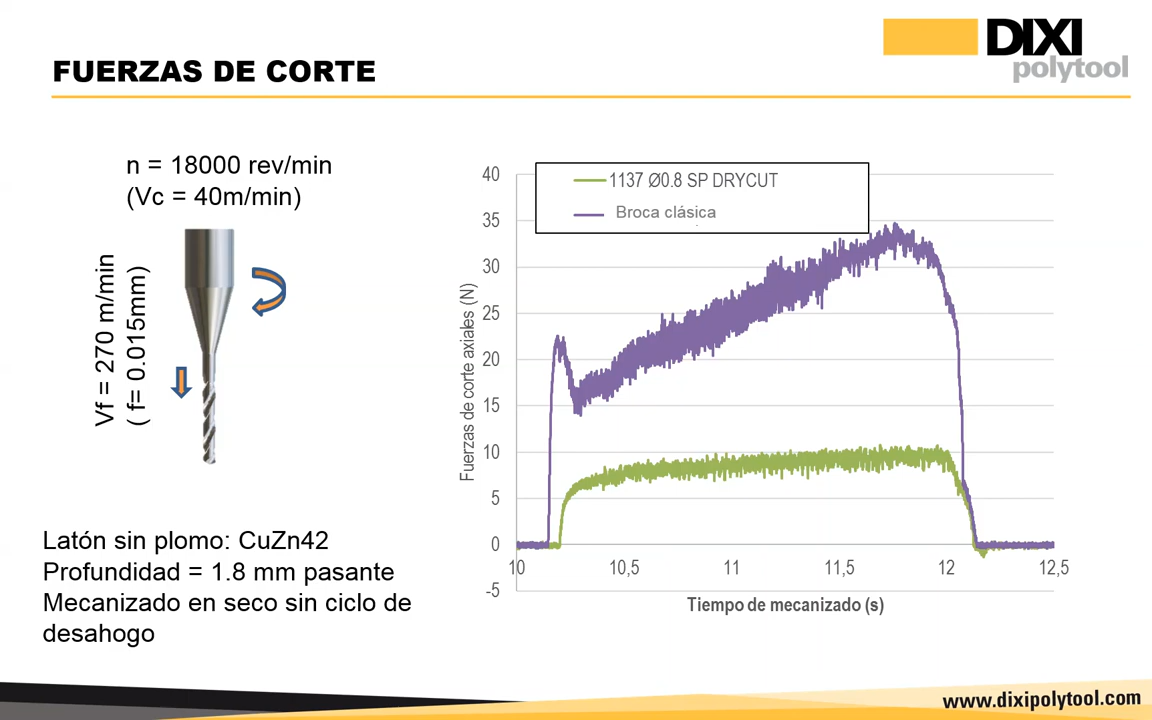 DIXI
polytool
FUERZAS DE CORTE
n = 18000 rev/min
(Vc = 40m/min)
Vf = 270 m/min
( f= 0.015mm)
Latón sin plomo: CuZn42
Profundidad = 1.8 mm pasante
Mecanizado en seco sin ciclo de
desahogo
1137 Ø0.8 SP DRYCUT
Broca clásica
Fuerzas de corte axiales (N)
40
35
30
25
20
15
10
5
0
-5
10
10,5
11
11,5
12
12,5
Tiempo de mecanizado (s)
www.dixipolytool.com